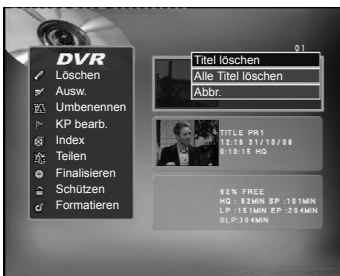 DVR
Löschen
Ausw.
Umbenennen
KP bearb.
Index
Teilen
Finalisieren
Schützen
Formatieren
01
Titel löschen
Alle Titel löschen
Abbr.
TITLE PR1
12:15 31/10/06
0:10:15 HQ
82% FREE
HQ : 52MIN SP :101MIN
LP :151MIN EP :204MIN
SLP:304MIN